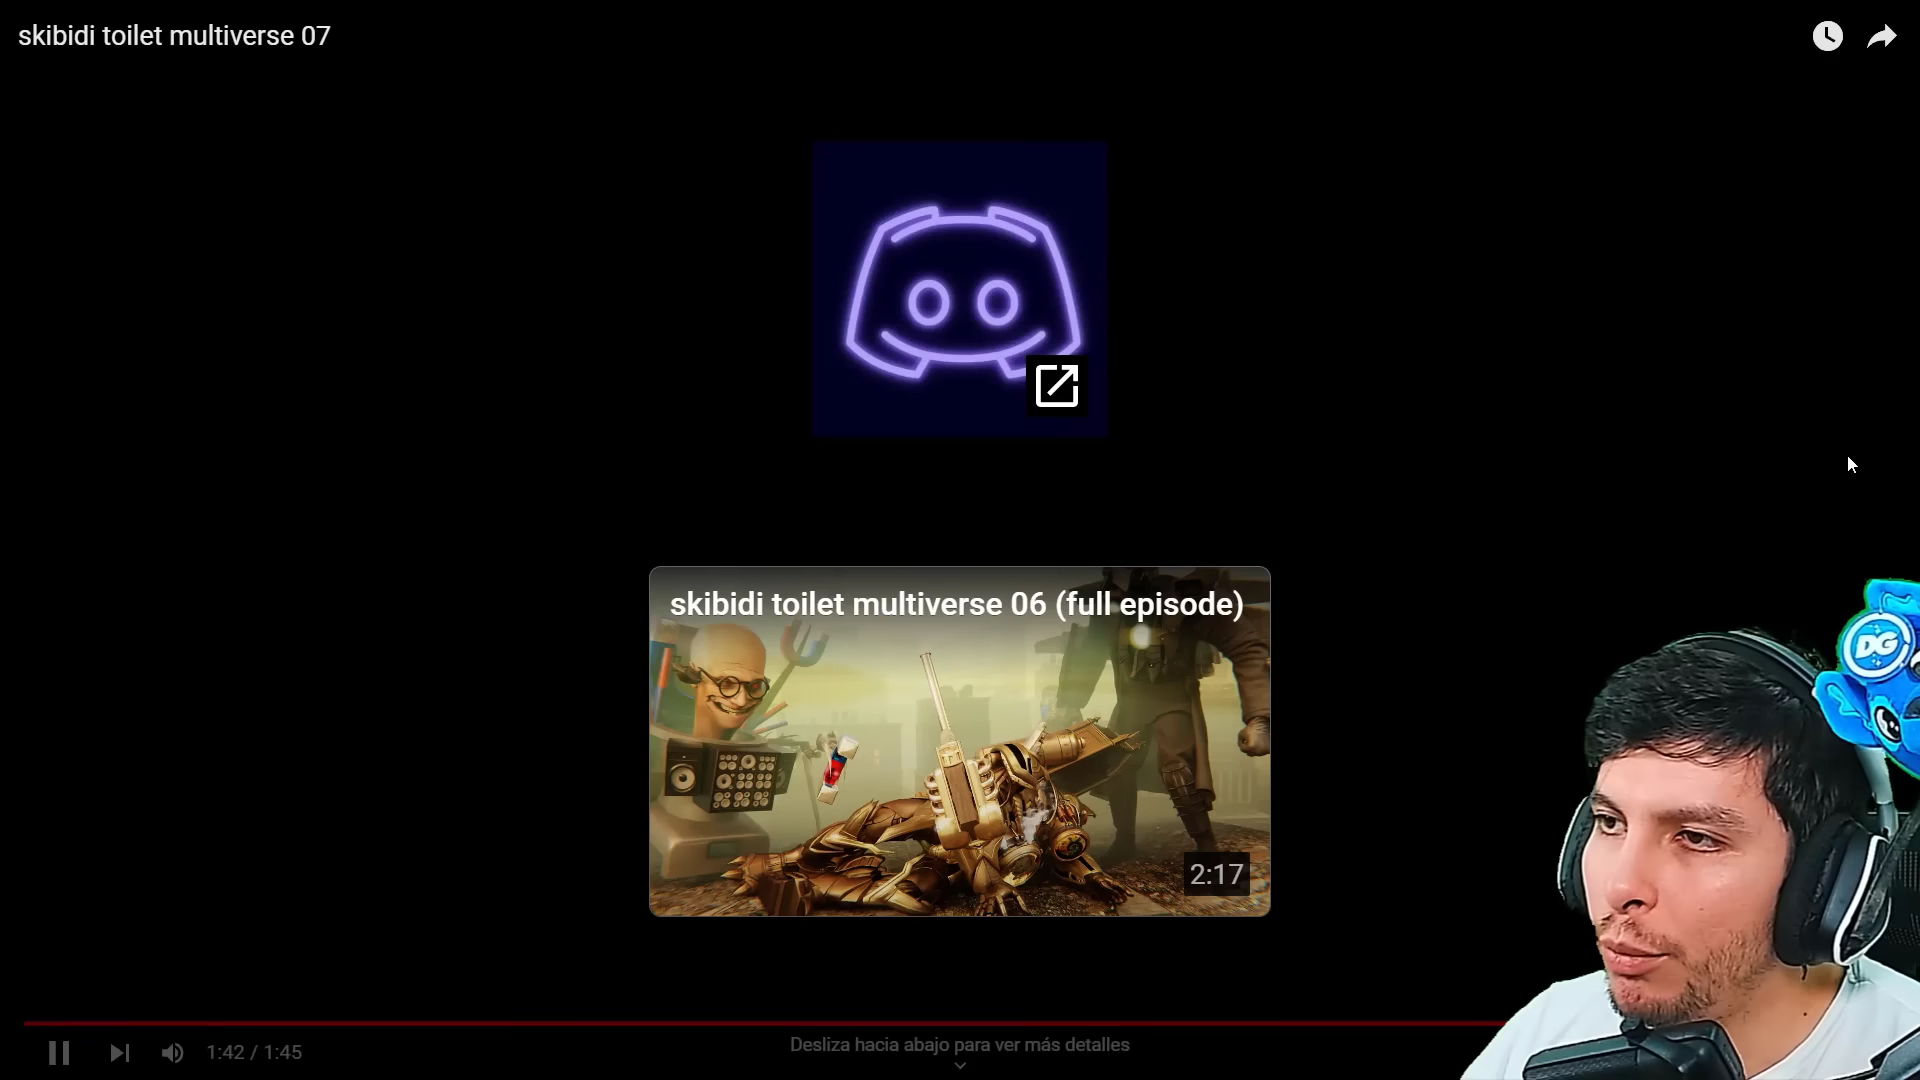 skibidi toilet multiverse 07
skibidi toilet multiverse 06 (full episode)
2:17
DG
1:42 / 1:45
Desliza hacia abajo para ver más detalles